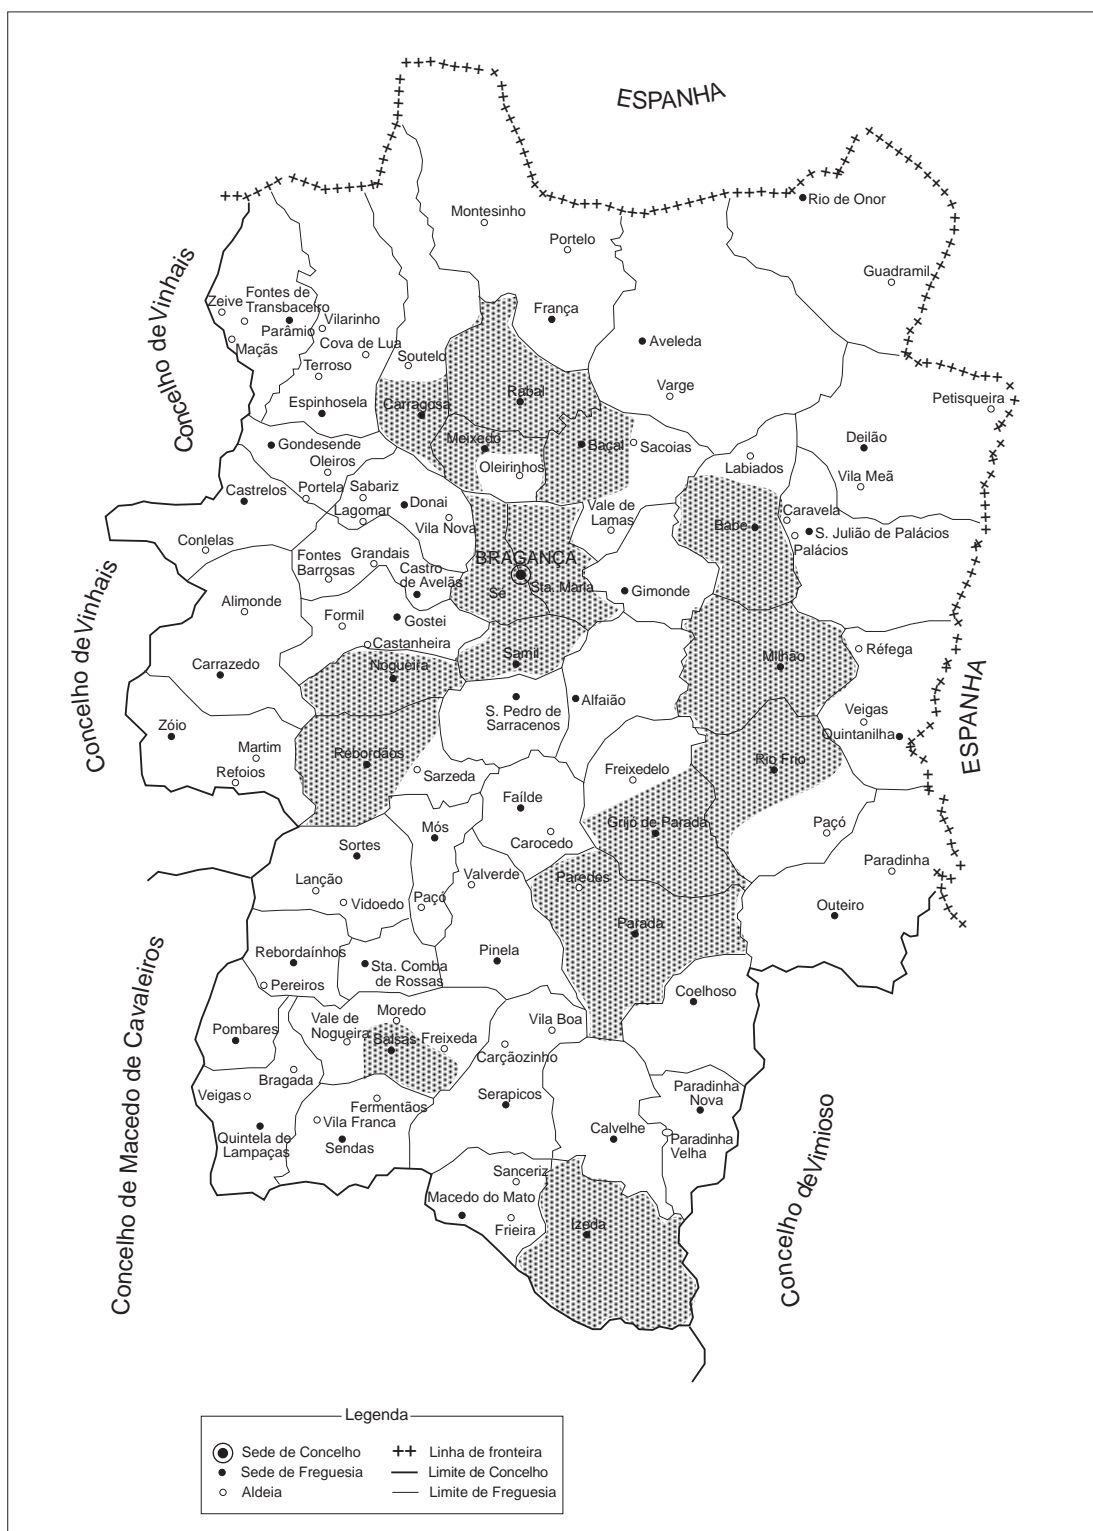 ESPANHA
Rio de Onor
Montesinho
Portelo
Concelho de Vinhais
Guadramil
Zeive
Fontes de
Transbaceiro
França
Parâmio
Vilarinho
Maçãs
Cova de Lua
Aveleda
Soutelo
Terroso
Varge
Rabal
Petisqueira
Espinhosela
Carragosa
Gondesende
Meixedo
Baçal
Sacoias
Deilão
Oleiros
Oleirinhos
Labiados
Castrelos
Portela
Sabariz
Vila Meã
Donai
Lagomar
Vila Nova
Vale de
Lamas
Caravela
Babe
S. Julião de Palácios
Palácios
Conlelas
Fontes
Barrosas
Grandais
BRAGANÇA
Castro
de Avelãs
Sé
Sta. Maria
Gimonde
Concelho de Vinhais
Alimonde
Formil
Gostei
Castanheira
Carrazedo
Nogueira
Samil
Milhão
Réfega
ESPANHA
S. Pedro de
Sarracenos
Alfaião
Zóio
Veigas
Quintanilha
Martim
Rebordãos
Refoios
Sarzeda
Freixedelo
Rio Frio
Faílde
Mós
Carocedo
Grijó de Parada
Paçó
Sortes
Paradinha
Lanção
Valverde
Paredes
Vidoedo
Paçó
Outeiro
Parada
Rebordaínhos
Sta. Comba
de Rossas
Pinela
Pereiros
Coelhoso
Concelho de Macedo de Cavaleiros
Pombares
Vale de
Nogueira
Moredo
Salsas
Freixeda
Vila Boa
Carçãozinho
Bragada
Veigas
Fermentãos
Serapicos
Paradinha
Nova
Vila Franca
Quintela de
Lampaças
Sendas
Calvelhe
Paradinha
Velha
Concelho de Vimioso
Sanceriz
Macedo do Mato
Frieira
Izeda
Legenda
Sede de Concelho
Linha de fronteira
Sede de Freguesia
Limite de Concelho
Aldeia
Limite de Freguesia